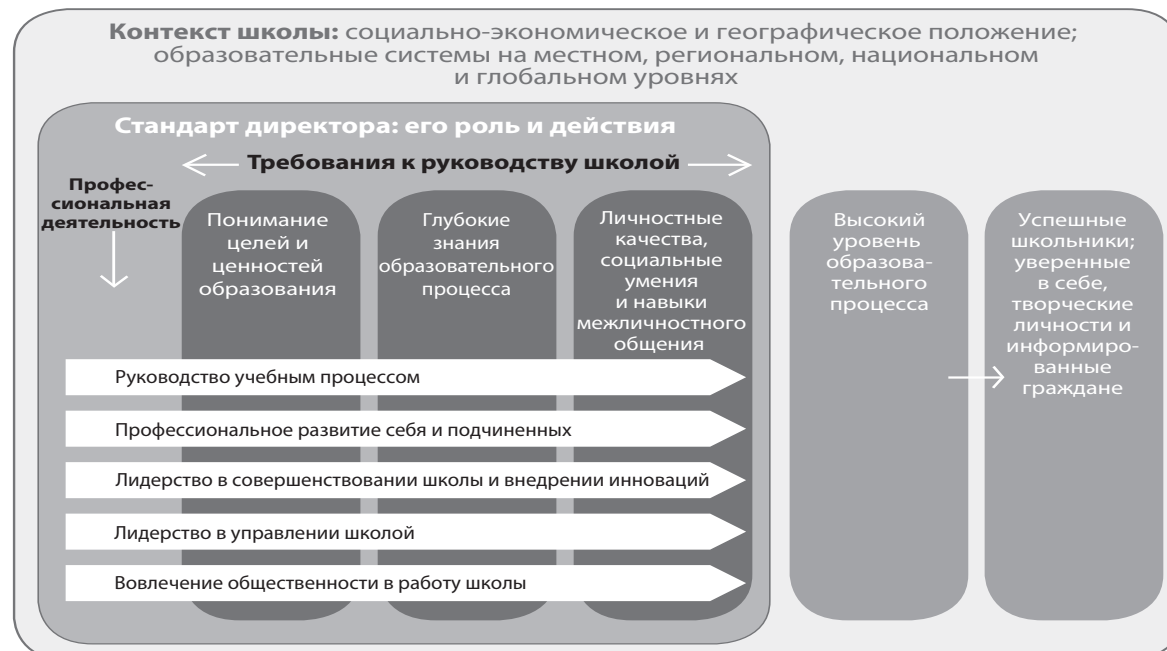 Контекст школы: социально-экономическое и географическое положение;
образовательные системы на местном, региональном, национальном
и глобальном уровнях
Стандарт директора: его роль и действия
Требования к руководству школой
Профес-
сиональная
деятельность
Понимание
целей и
ценностей
образования
Глубокие
знания
образовательного
процесса
Личностные
качества,
социальные
умения
и навыки
межличностного
общения
Высокий
уровень
образова-
тельного
процесса
Успешные
школьники;
уверенные
в себе,
творческие
личности и
информиро-
ванные
граждане
Руководство учебным процессом
Профессиональное развитие себя и подчиненных
Лидерство в совершенствовании школы и внедрении инноваций
Лидерство в управлении школой
Вовлечение общественности в работу школы